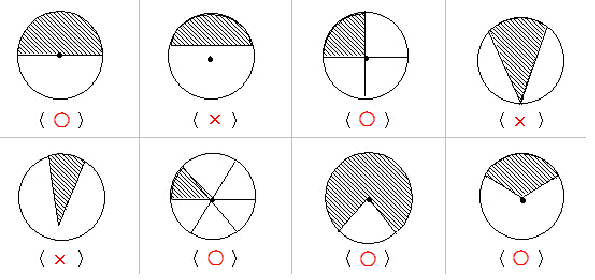 ( ○ ) ( × ) ( ○ ) ( × )
( × ) ( ○ ) ( ○ ) ( ○ )